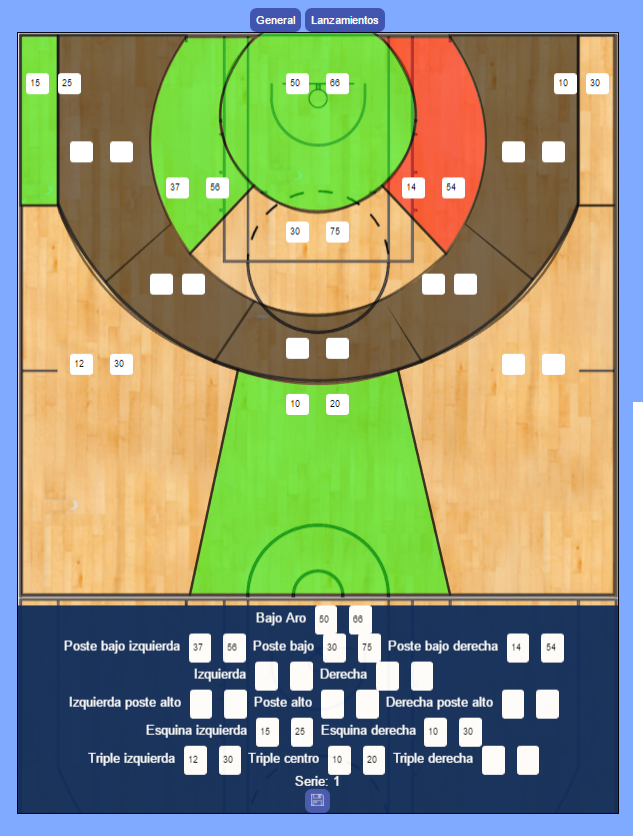 General Lanzamientos
15 25 50 66 10 30
37 56 14 54
30 75
12 30
10 20
Bajo Aro 50 66
Poste bajo izquierda 37 56 Poste bajo 30 75 Poste bajo derecha 14 54
Izquierda Derecha
Izquierda poste alto Poste alto Derecha poste alto
Esquina izquierda 15 25 Esquina derecha 10 30
Triple izquierda 12 30 Triple centro 10 20 Triple derecha
Serie: 1